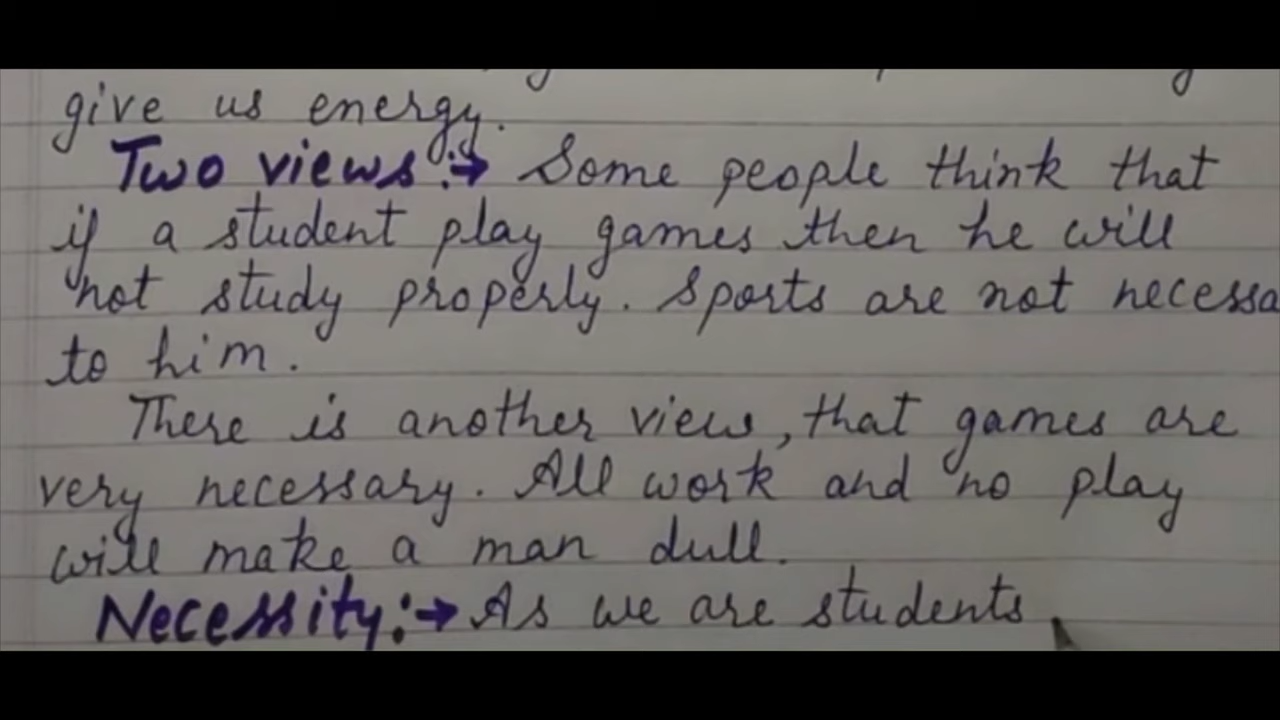 give us energy.
Two views :→ Some people think that
if a student play games then he will
not study properly. Sports are not necessa
to him.
There is another view, that games are
very necessary. All work and no play
will make a man dull.
Necessity :→ As we are students